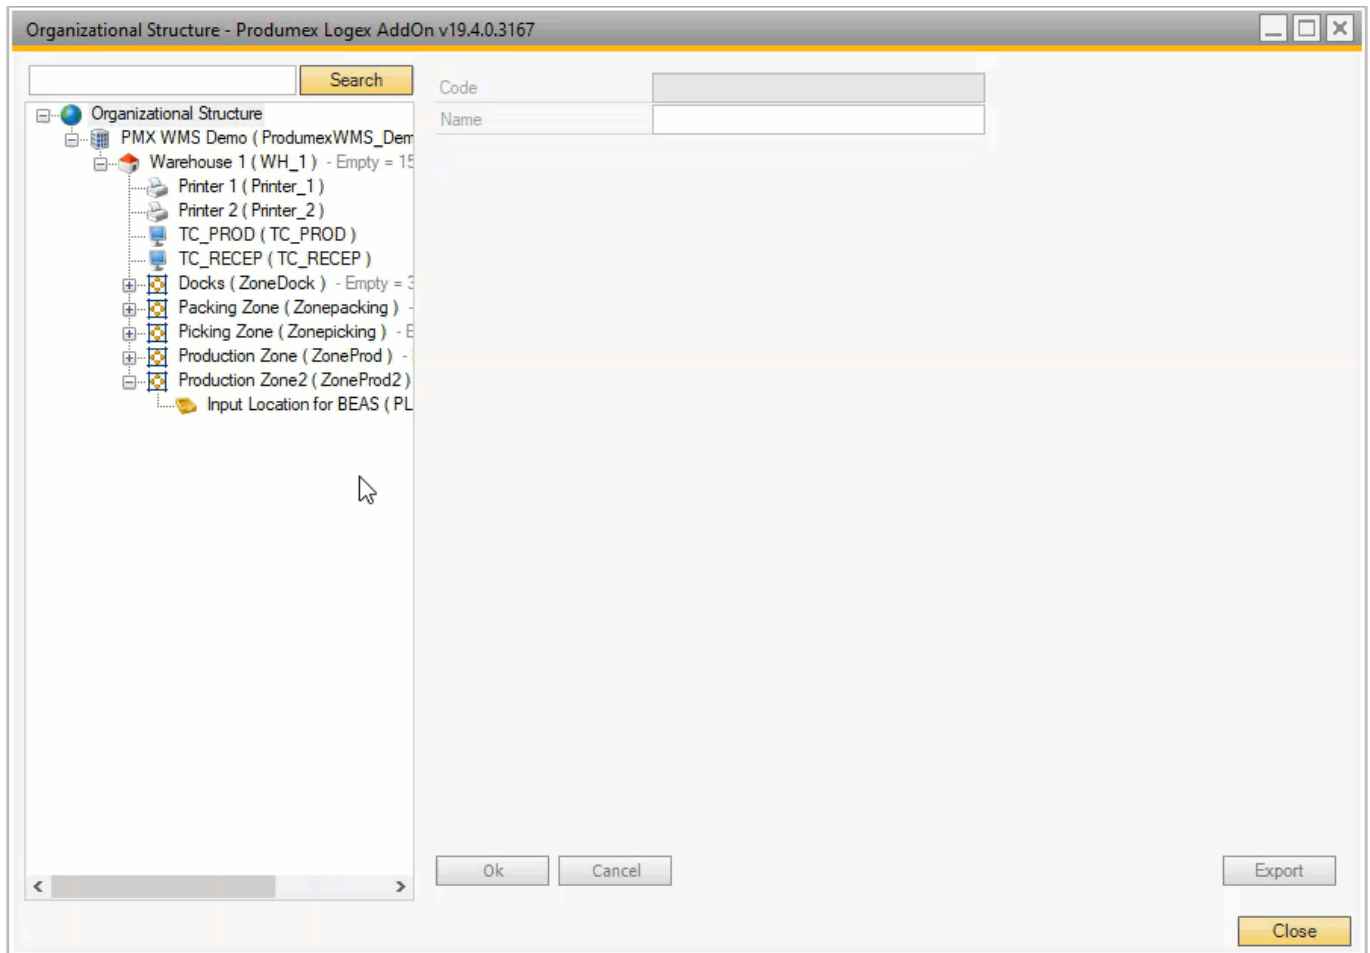 Organizational Structure - Produmex Logex AddOn v19.4.0.3167
Search
Code
Name
Organizational Structure
PMX WMS Demo ( ProdumexWMS_Dem
Warehouse 1 ( WH_1 ) - Empty = 15
Printer 1 ( Printer_1 )
Printer 2 ( Printer_2 )
TC_PROD ( TC_PROD )
TC_RECEP ( TC_RECEP )
Docks ( ZoneDock ) - Empty = 3
Packing Zone ( Zonepacking ) -
Picking Zone ( Zonepicking ) - E
Production Zone ( ZoneProd ) -
Production Zone2 ( ZoneProd2 )
Input Location for BEAS ( PL
Ok
Cancel
Export
Close